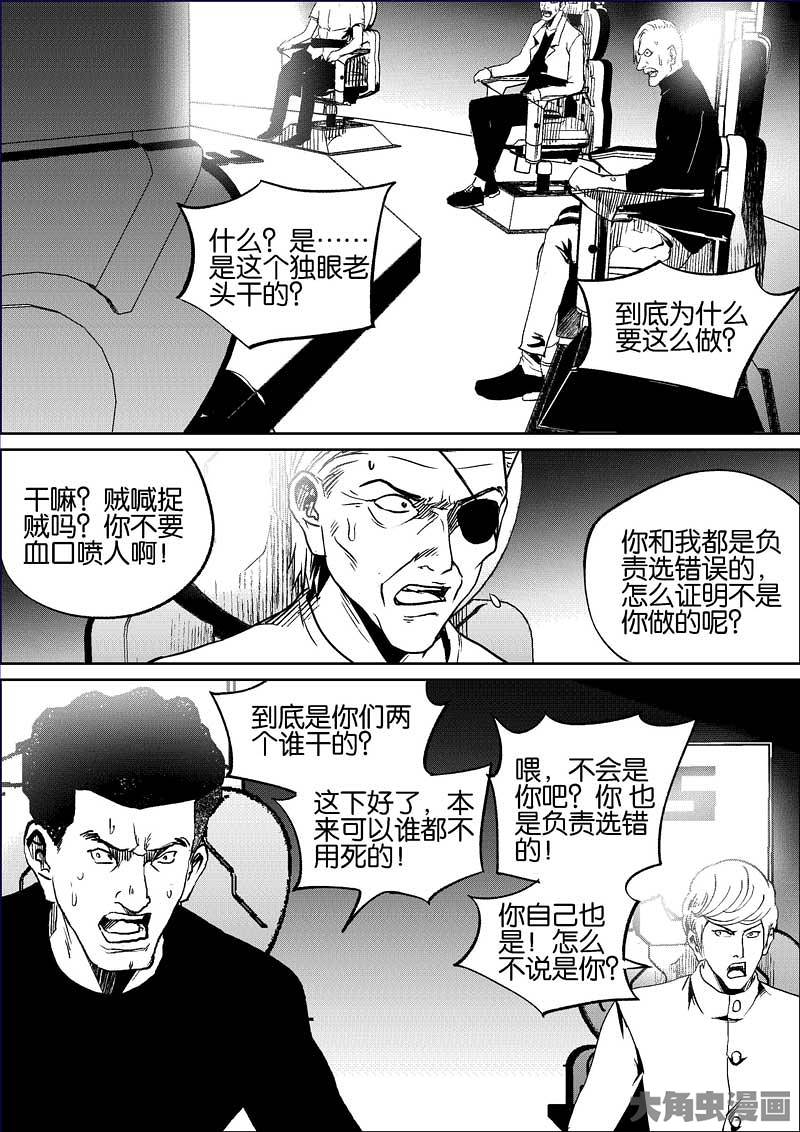 什么？是……
是这个独眼老
头干的？
到底为什么
要这么做？
干嘛？贼喊捉
贼吗？你不要
血口喷人啊！
你和我都是负
责选错误的，
怎么证明不是
你做的呢？
到底是你们两
个谁干的？
这下好了，本
来可以谁都不
用死的！
喂，不会是
你吧？你 也
是负责选错
的！
你自己也
是！怎么
不说是你？
大角虫漫画